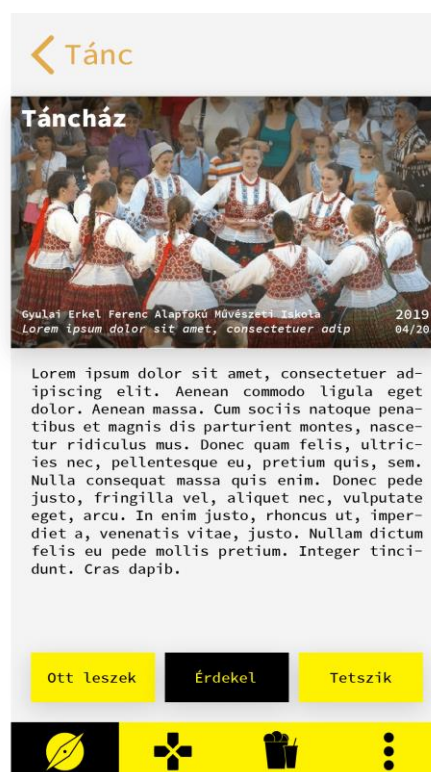 Tánc
Táncház
Gyulai Erkel Ferenc Alapfokú Művészeti Iskola
2019
Lorem ipsum dolor sit amet, consectetuer adip
04/20
Lorem ipsum dolor sit amet, consectetuer ad-
ipiscing elit. Aenean commodo ligula eget
dolor. Aenean massa. Cum sociis natoque pena-
tibus et magnis dis parturient montes, nasce-
tur ridiculus mus. Donec quam felis, ultric-
ies nec, pellentesque eu, pretium quis, sem.
Nulla consequat massa quis enim. Donec pede
justo, fringilla vel, aliquet nec, vulputate
eget, arcu. In enim justo, rhoncus ut, imper-
diet a, venenatis vitae, justo. Nullam dictum
felis eu pede mollis pretium. Integer tinci-
dunt. Cras dapib.
Ott leszek
Érdekel
Tetszik